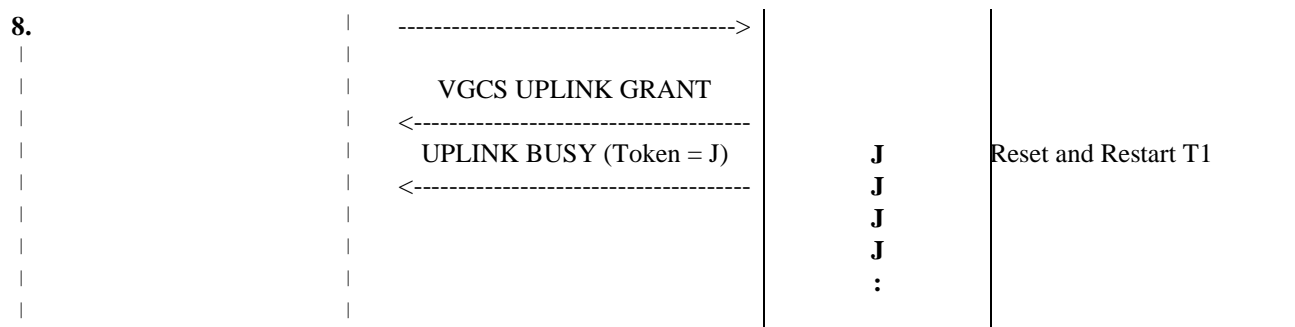 8.
VGCS UPLINK GRANT
UPLINK BUSY (Token = J) J Reset and Restart T1
J
J
J
: